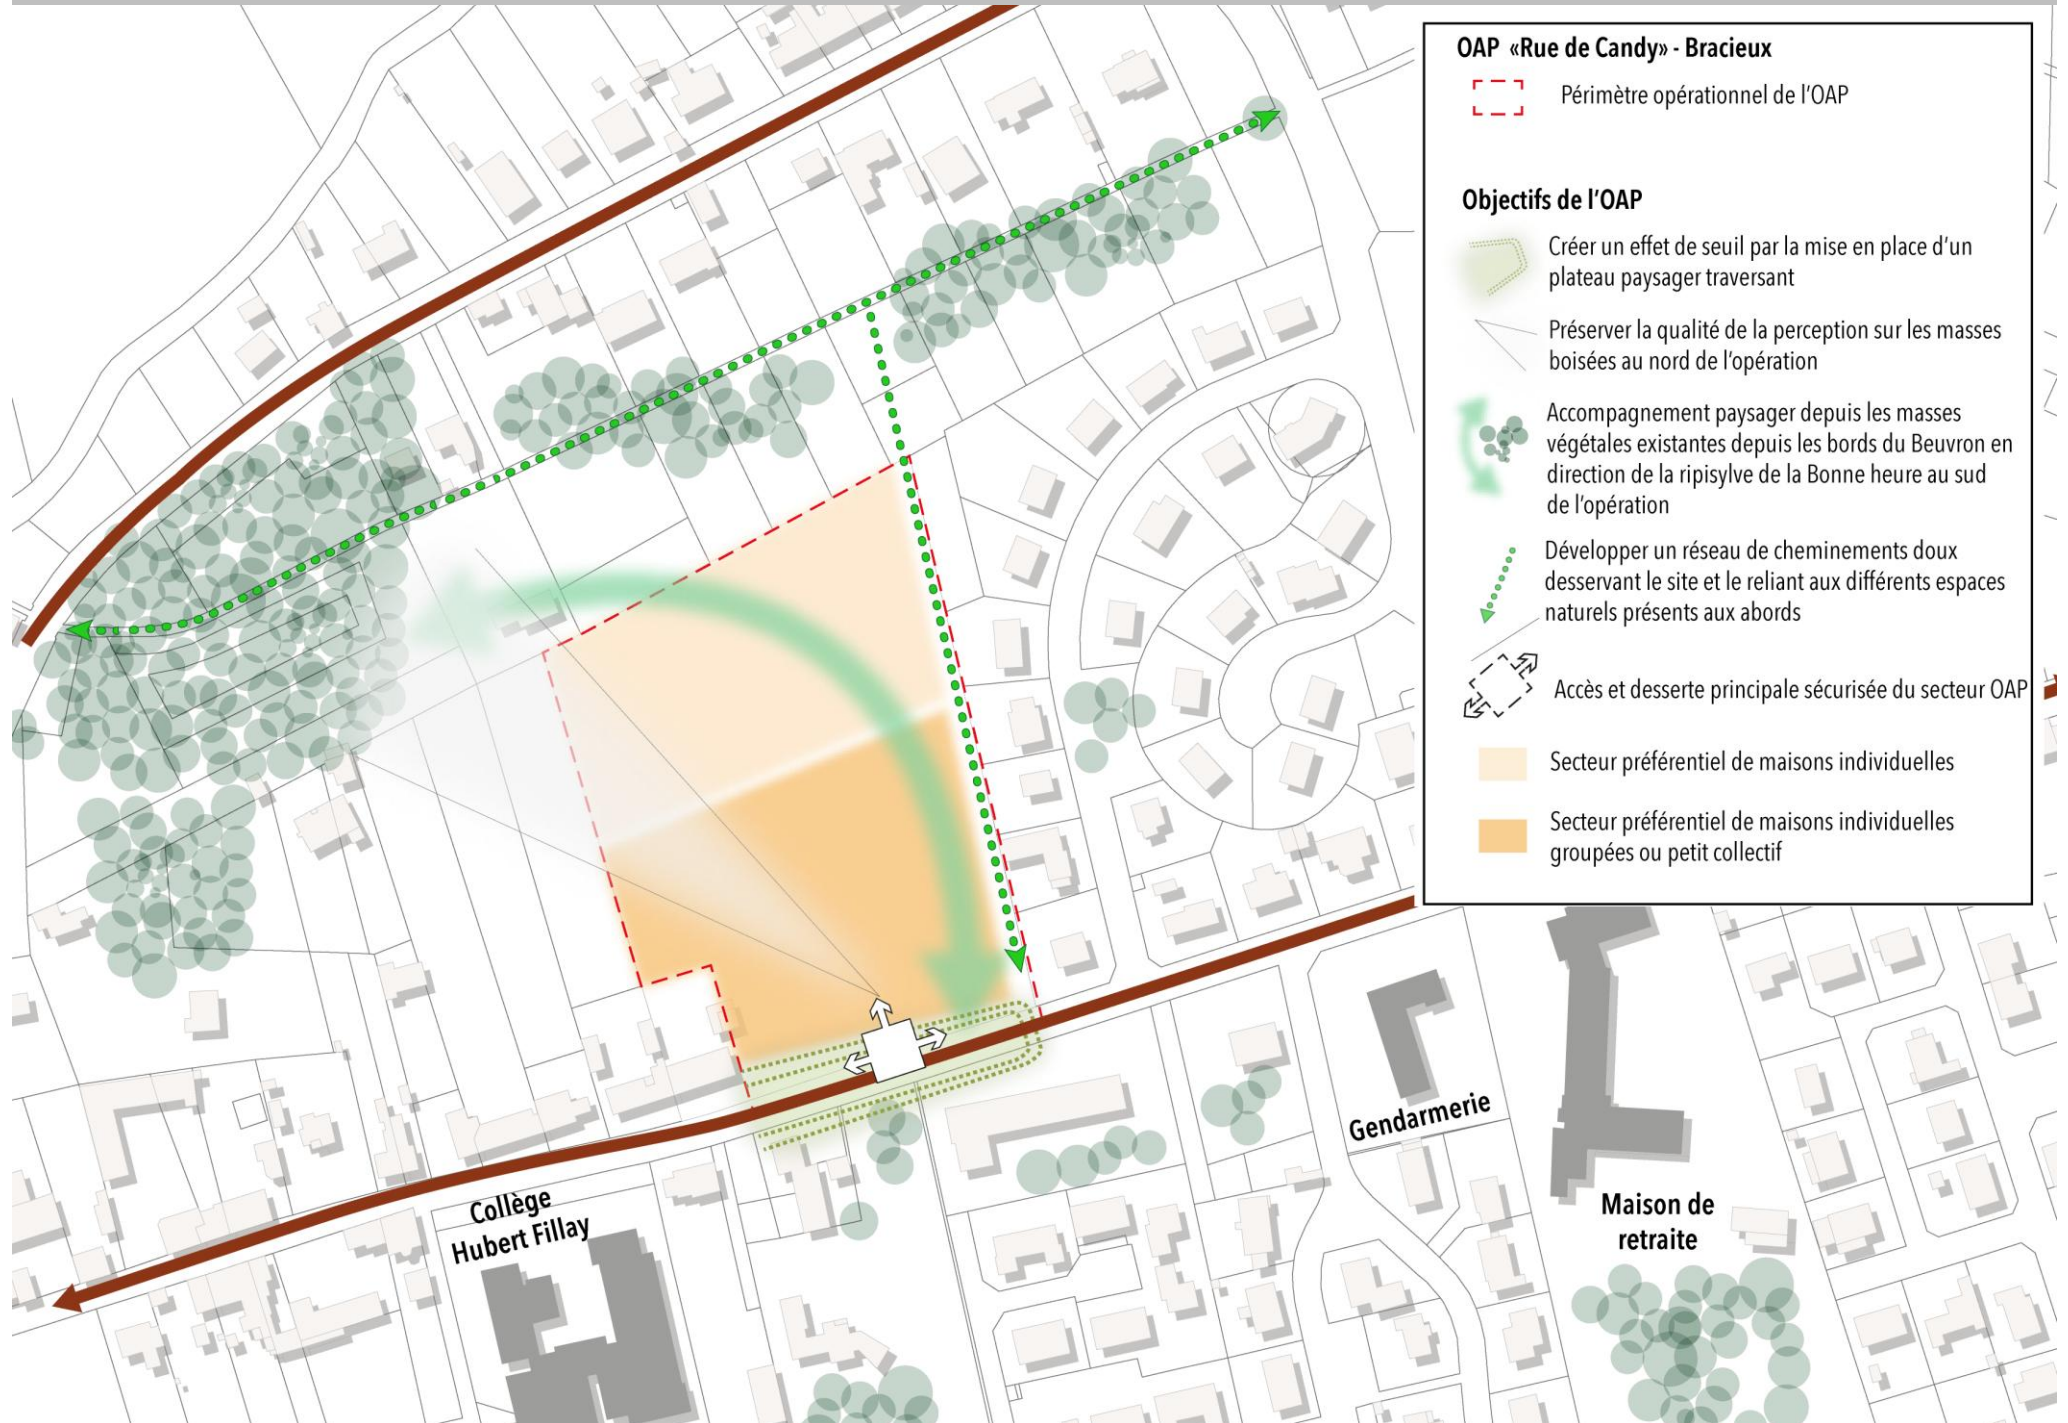 OAP «Rue de Candy» - Bracieux
Périmètre opérationnel de l'OAP
Objectifs de l'OAP
Créer un effet de seuil par la mise en place d'un
plateau paysager traversant
Préserver la qualité de la perception sur les masses
boisées au nord de l'opération
Accompagnement paysager depuis les masses
végétales existantes depuis les bords du Beuvron en
direction de la ripisylve de la Bonne heure au sud
de l'opération
Développer un réseau de cheminements doux
desservant le site et le reliant aux différents espaces
naturels présents aux abords
Accès et desserte principale sécurisée du secteur OAP
Secteur préférentiel de maisons individuelles
Secteur préférentiel de maisons individuelles
groupées ou petit collectif
Gendarmerie
Collège
Hubert Fillay
Maison de
retraite